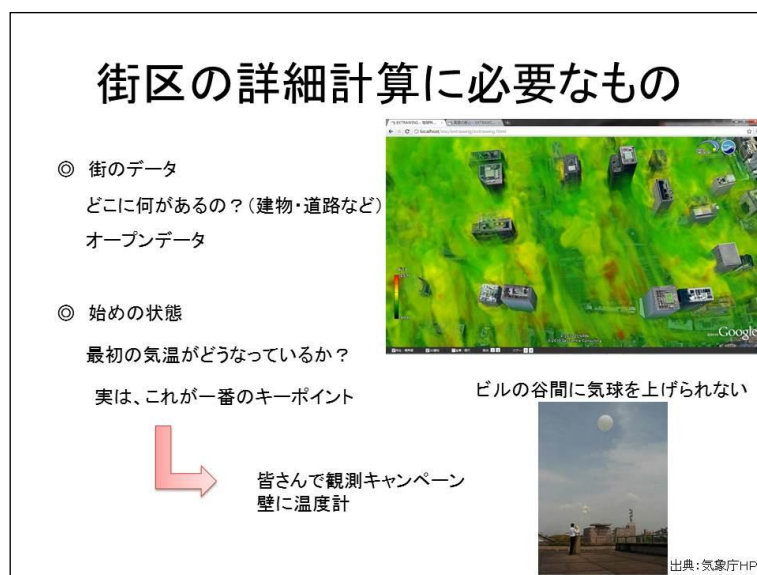 街区の詳細計算に必要なもの
◎ 街のデータ
どこに何があるの？(建物・道路など)
オープンデータ
◎ 始めの状態
最初の気温がどうなっているか？
実は、これが一番のキーポイント
皆さんで観測キャンペーン
壁に温度計
Google
ビルの谷間に気球を上げられない
出典：気象庁HP